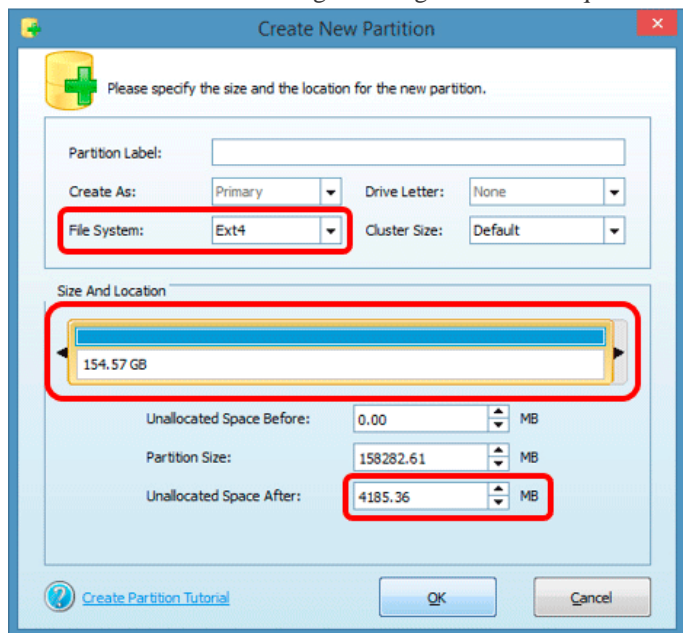 Create New Partition
Please specify the size and the location for the new partition.
Partition Label:
Create As: Primary Drive Letter: None
File System: Ext4 Cluster Size: Default
Size And Location
154.57 GB
Unallocated Space Before: 0.00 MB
Partition Size: 158282.61 MB
Unallocated Space After: 4185.36 MB
Create Partition Tutorial OK Cancel